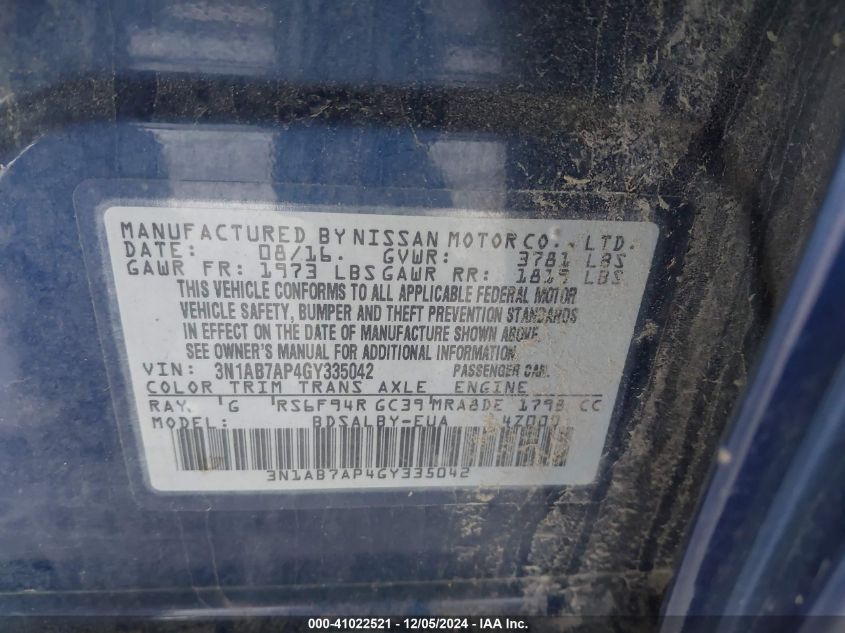 MANUFACTURED BY NISSAN MOTOR CO., LTD.
DATE: 08/16. GVWR: 3781 LBS
GAWR FR: 1973 LBS GAWR RR: 1819 LBS
THIS VEHICLE CONFORMS TO ALL APPLICABLE FEDERAL MOTOR
VEHICLE SAFETY, BUMPER AND THEFT PREVENTION STANDARDS
IN EFFECT ON THE DATE OF MANUFACTURE SHOWN ABOVE.
SEE OWNER'S MANUAL FOR ADDITIONAL INFORMATION.
VIN: 3N1AB7AP4GY335042 PASSENGER CAR.
COLOR TRIM TRANS AXLE ENGINE
RAY G RS6F94R GC39 MRA8DE 1798 CC
MODEL: BDSALBY-EUA
3N1AB7AP4GY335042
000-41022521 - 12/05/2024 - IAA Inc.